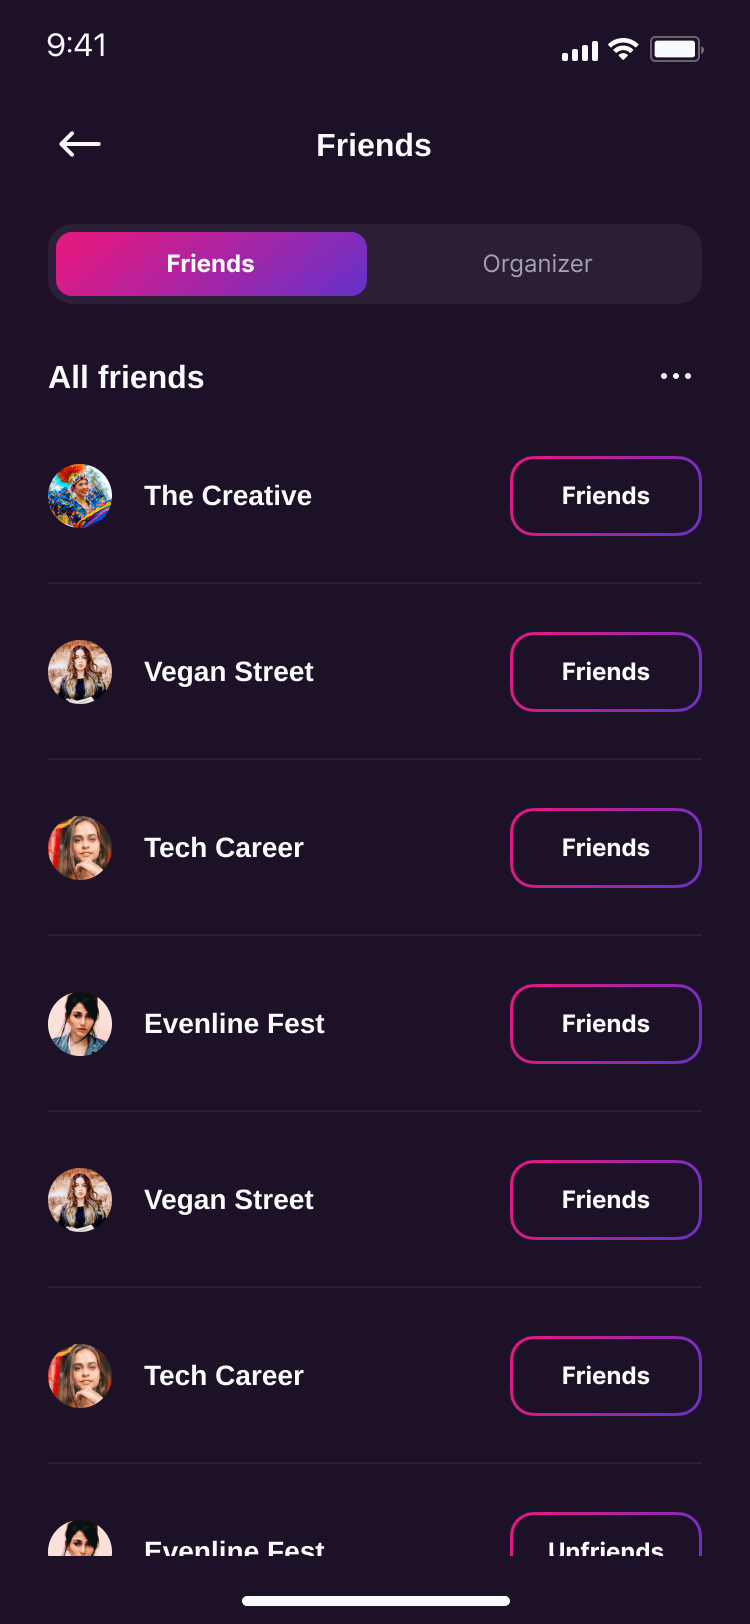 9:41
Friends
Friends Organizer
All friends
The Creative Friends
Vegan Street Friends
Tech Career Friends
Evenline Fest Friends
Vegan Street Friends
Tech Career Friends
Evenline Fest Unfriends